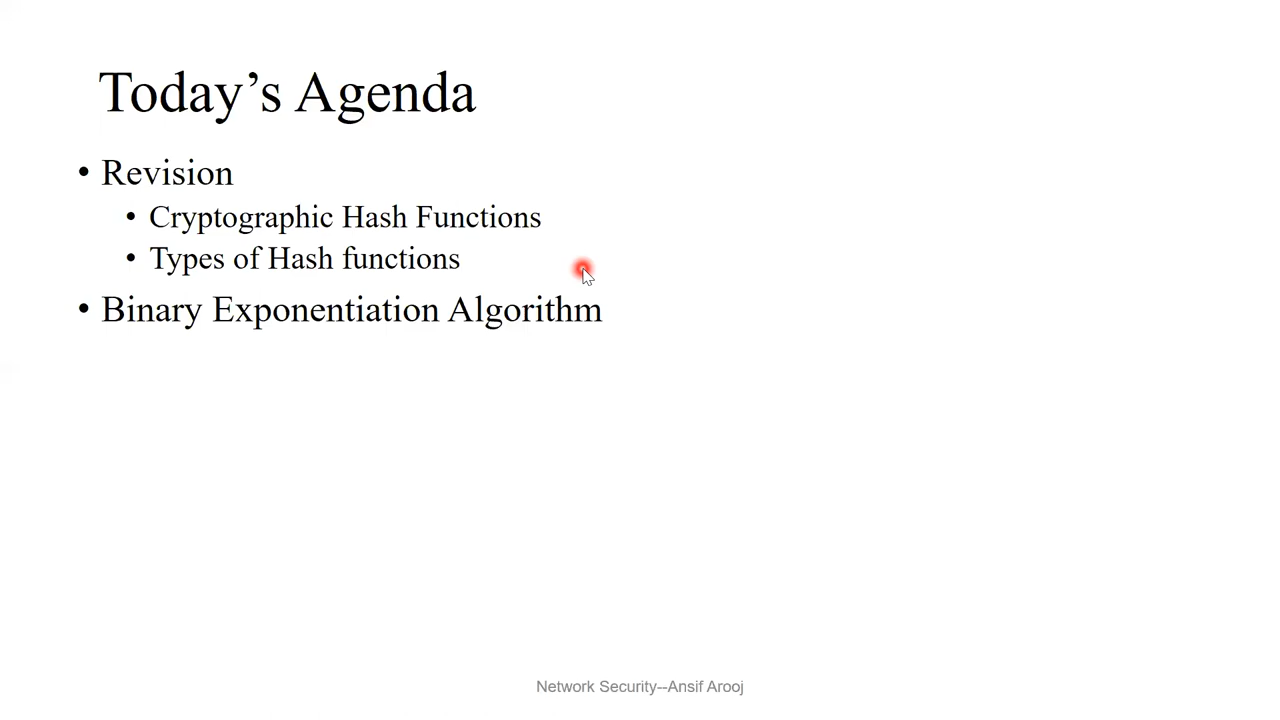 Today’s Agenda
• Revision
• Cryptographic Hash Functions
• Types of Hash functions
• Binary Exponentiation Algorithm
Network Security--Ansif Arooj